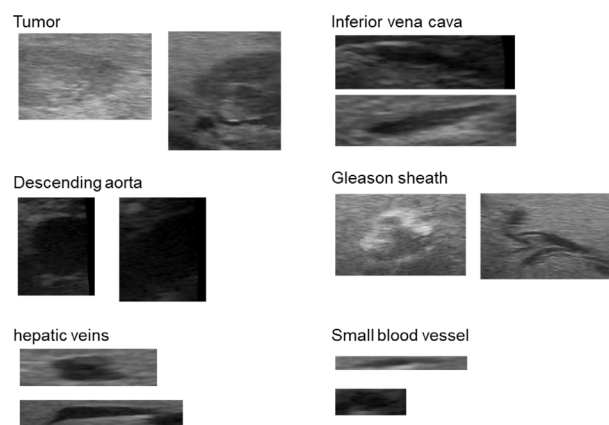 Tumor
Inferior vena cava
Descending aorta
Gleason sheath
hepatic veins
Small blood vessel